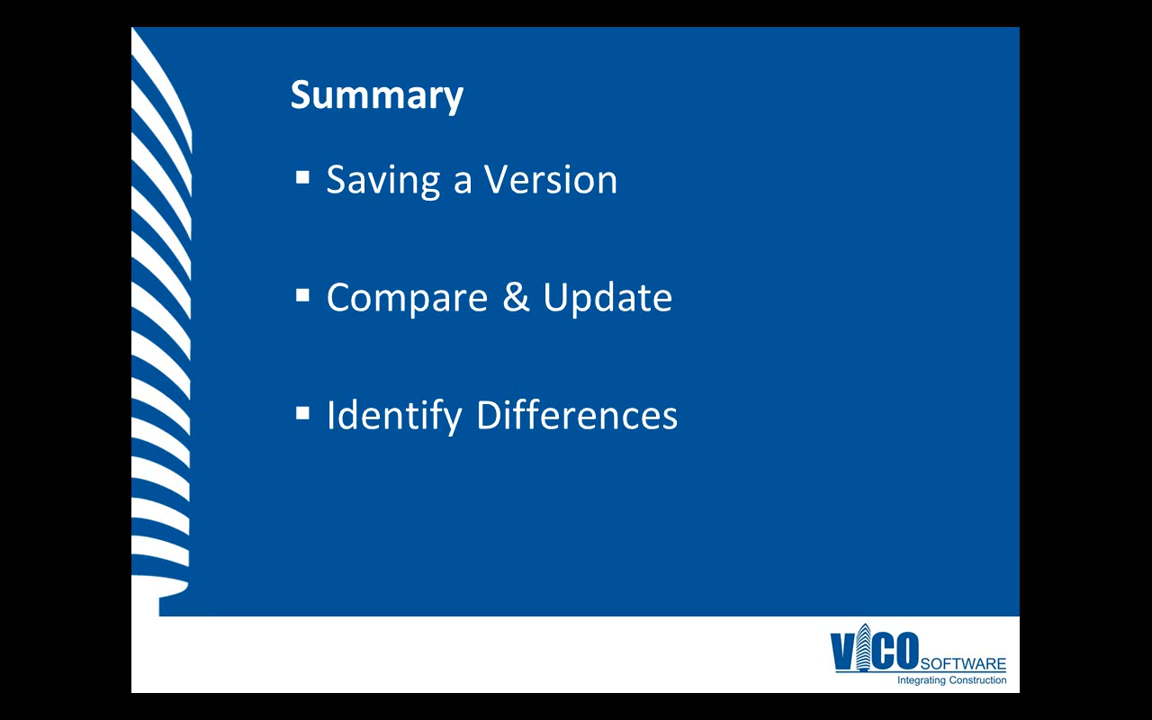 Summary
▪ Saving a Version
▪ Compare & Update
▪ Identify Differences
VICO SOFTWARE
Integrating Construction